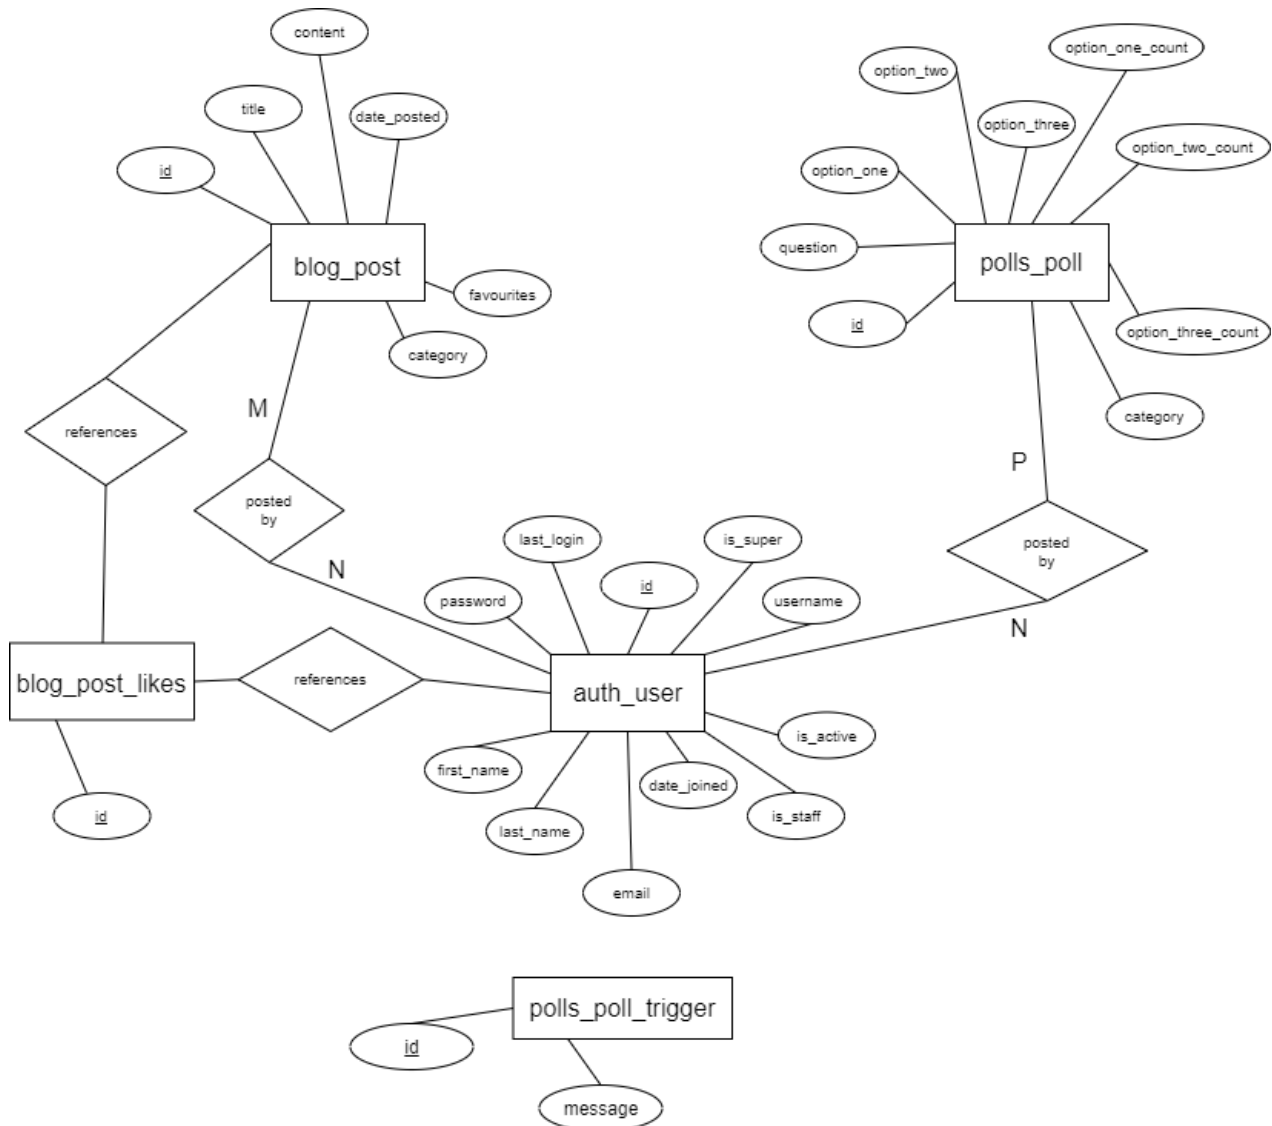 content
option_one_count
option_two
title
date_posted
option_three
option_two_count
id
option_one
question
blog_post
polls_poll
favourites
id
option_three_count
category
category
M
references
P
posted
by
last_login
is_super
posted
by
N
id
password
username
N
blog_post_likes
references
auth_user
is_active
first_name
date_joined
id
last_name
is_staff
email
polls_poll_trigger
id
message